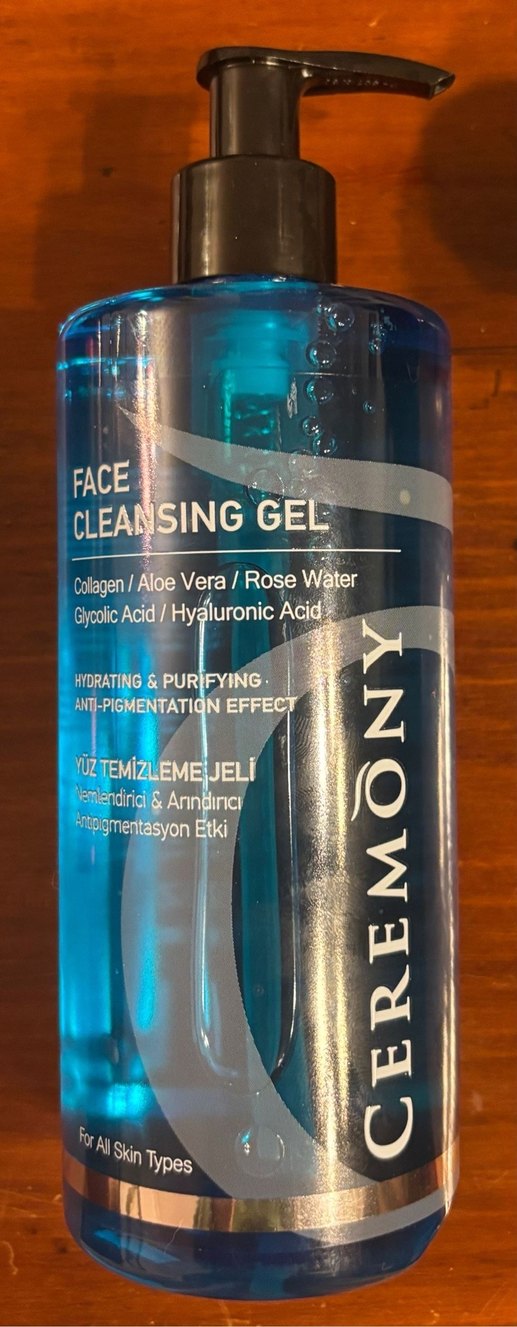 FACE
CLEANSING GEL
Collagen / Aloe Vera / Rose Water
Glycolic Acid / Hyaluronic Acid
HYDRATING & PURIFYING
ANTI-PIGMENTATION EFFECT
YÜZ TEMİZLEME JELİ
Nemlendirici & Arındırıcı
Antipigmentasyon Etki
CEREMONY
For All Skin Types